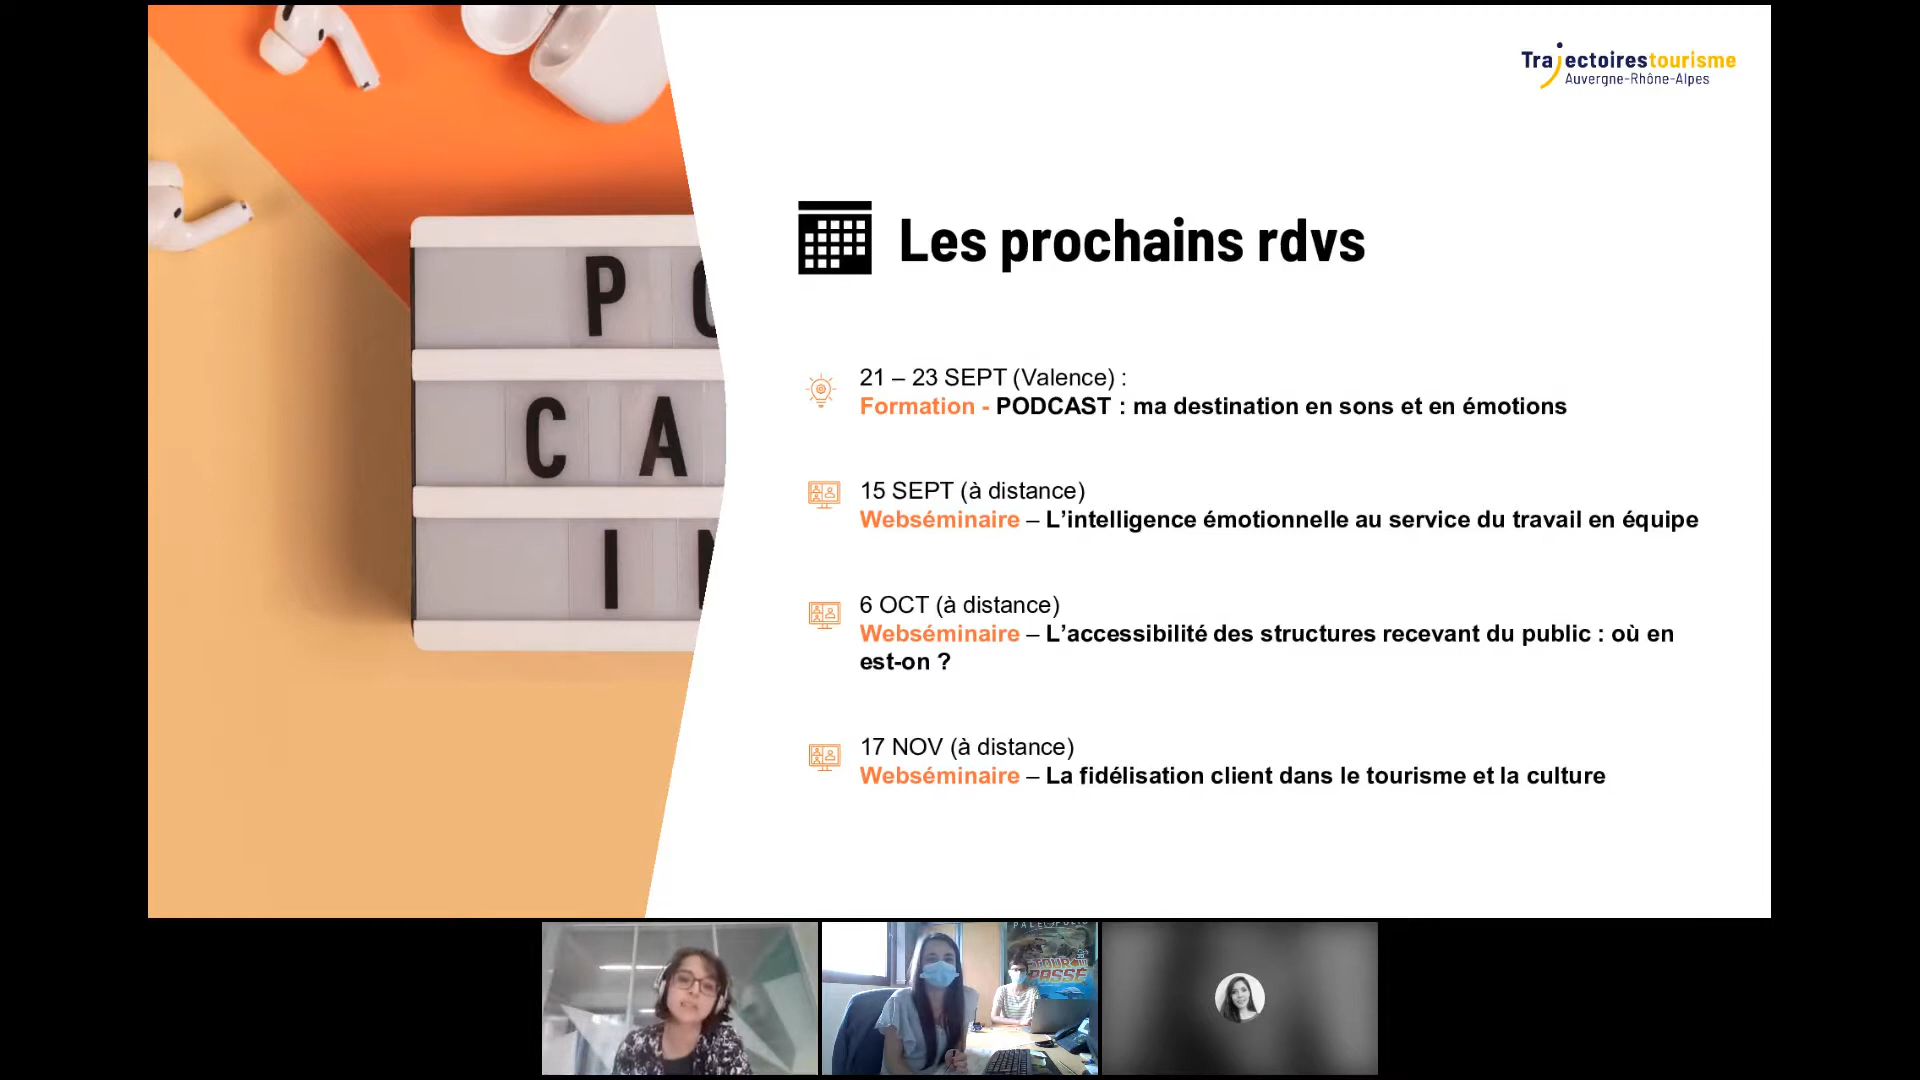 Trajectoirestourisme
Auvergne-Rhône-Alpes
Les prochains rdvs
P
C A
I
21 – 23 SEPT (Valence) :
Formation - PODCAST : ma destination en sons et en émotions
15 SEPT (à distance)
Webséminaire – L’intelligence émotionnelle au service du travail en équipe
6 OCT (à distance)
Webséminaire – L’accessibilité des structures recevant du public : où en
est-on ?
17 NOV (à distance)
Webséminaire – La fidélisation client dans le tourisme et la culture
PASSÉ